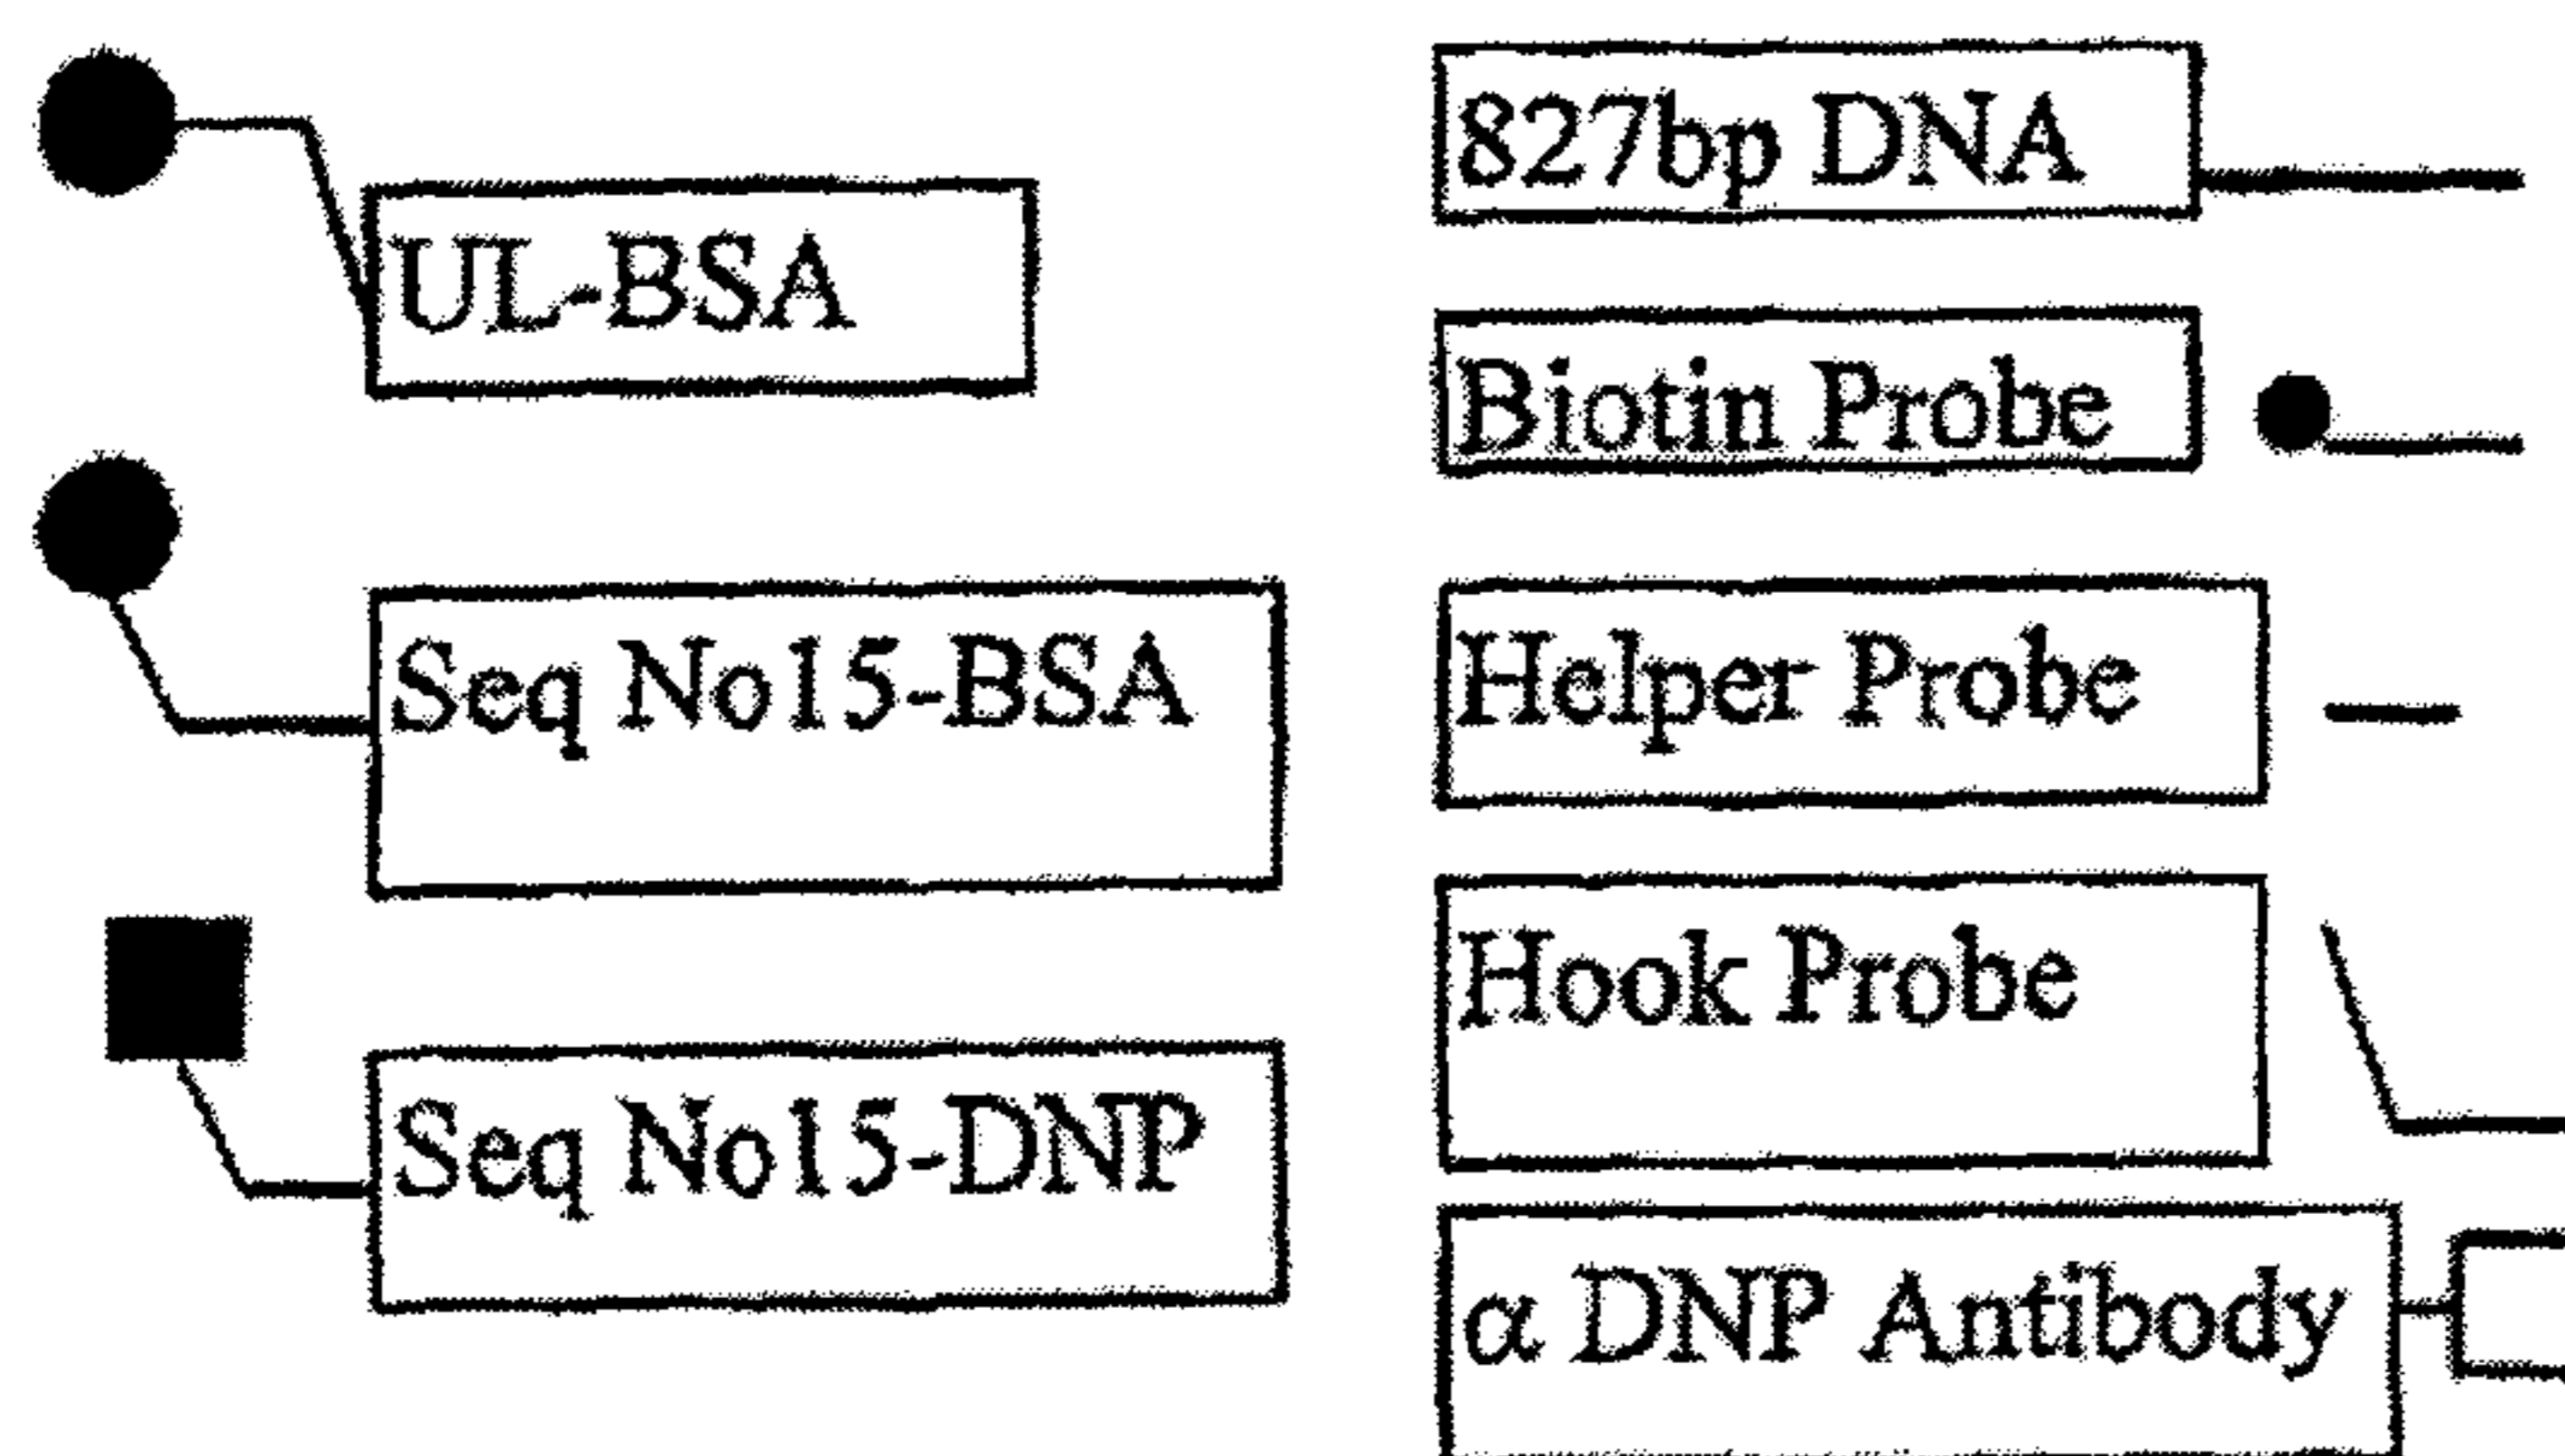 UL-BSA
Seq No15-BSA
Seq No15-DNP
827bp DNA
Biotin Probe
Helper Probe
Hook Probe
α DNP Antibody